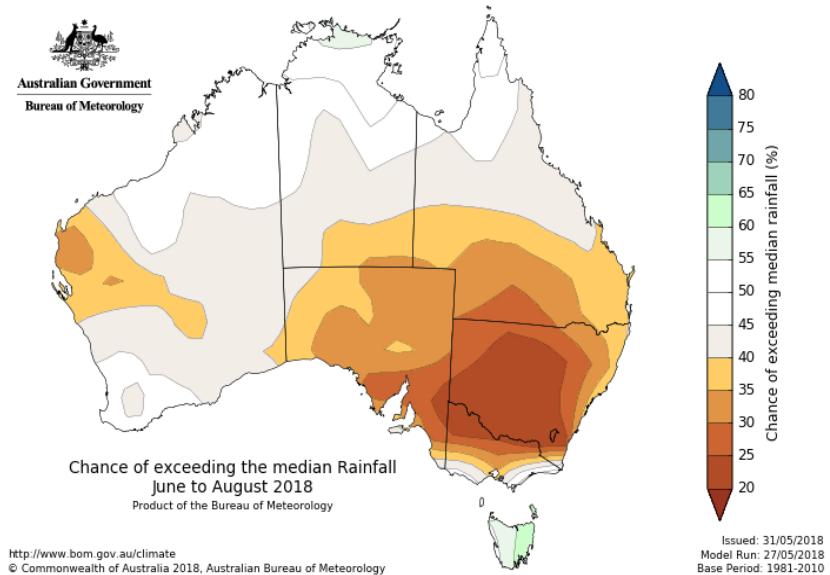 Australian Government
Bureau of Meteorology
80
75
70
65
60
55
50
45
40
35
30
25
20
Chance of exceeding median rainfall (%)
Chance of exceeding the median Rainfall
June to August 2018
Product of the Bureau of Meteorology
http://www.bom.gov.au/climate
© Commonwealth of Australia 2018, Australian Bureau of Meteorology
Issued: 31/05/2018
Model Run: 27/05/2018
Base Period: 1981-2010